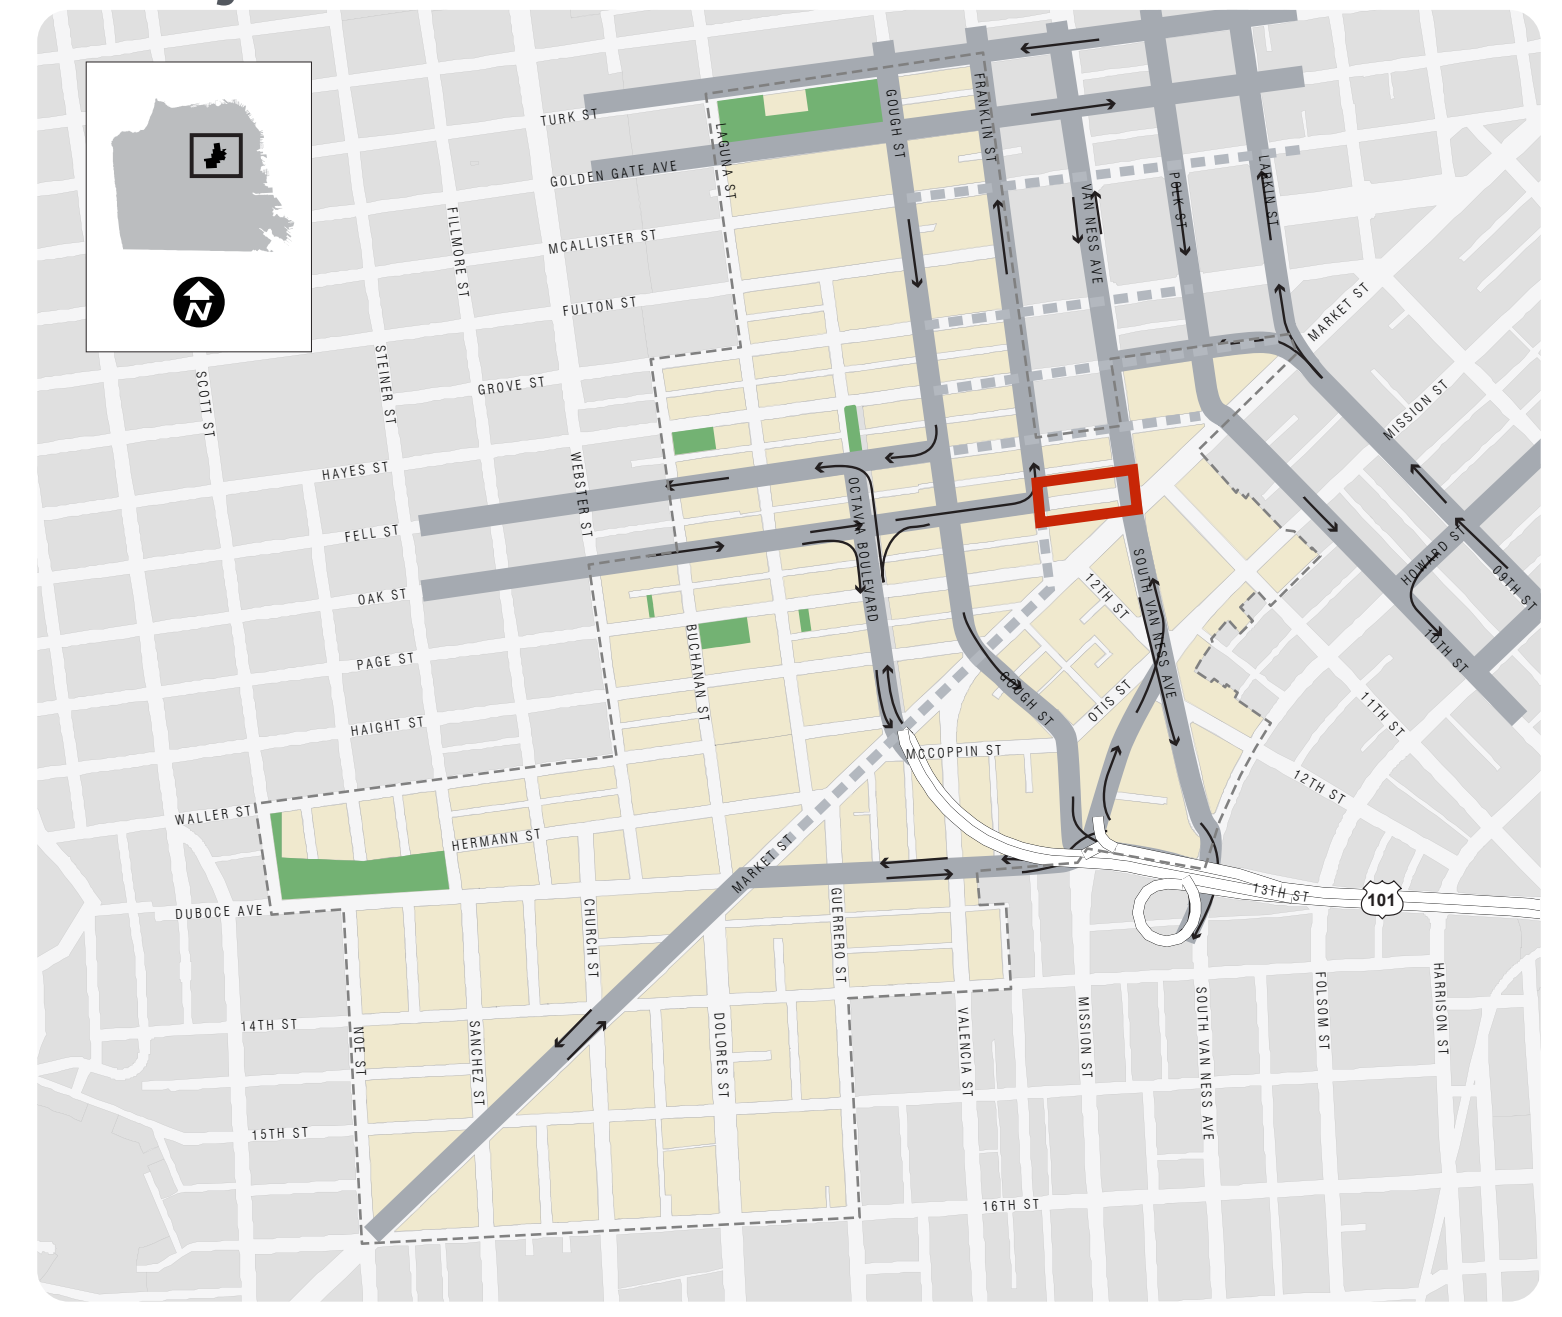 TURK ST
GOLDEN GATE AVE
MCALLISTER ST
FULTON ST
GROVE ST
HAYES ST
FELL ST
OAK ST
PAGE ST
HAIGHT ST
WALLER ST
HERMANN ST
DUBOCE AVE
14TH ST
15TH ST
16TH ST
SCOTT ST
STEINER ST
FILLMORE ST
WEBSTER ST
LAGUNA ST
BUCHANAN ST
GOUGH ST
FRANKLIN ST
VAN NESS AVE
POLK ST
LARKIN ST
MARKET ST
MISSION ST
HOWARD ST
09TH ST
10TH ST
11TH ST
12TH ST
12TH ST
SOUTH VAN NESS AVE
OTIS ST
GOUGH ST
OCTAVIA BOULEVARD
MCCOPPIN ST
MARKET ST
13TH ST
101
NOE ST
SANCHEZ ST
CHURCH ST
DOLORES ST
GUERRERO ST
VALENCIA ST
MISSION ST
SOUTH VAN NESS AVE
FOLSOM ST
HARRISON ST
N